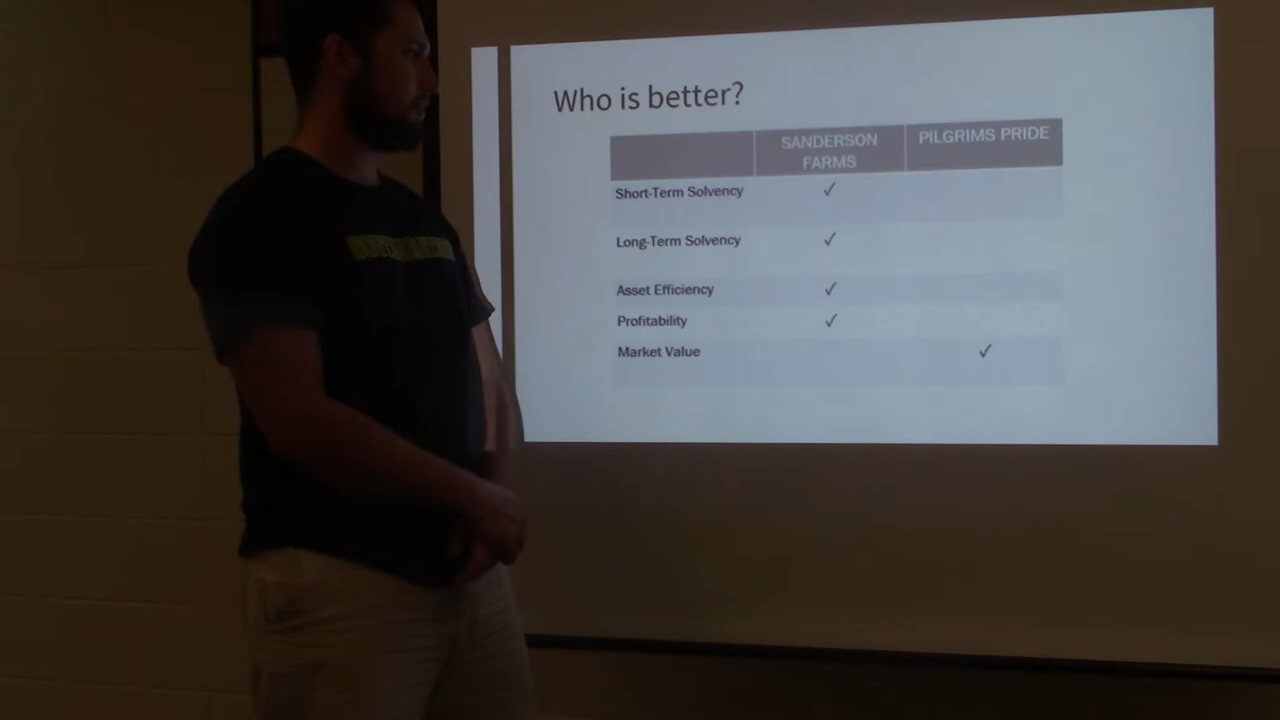 Who is better?
SANDERSON FARMS PILGRIMS PRIDE
Short-Term Solvency ✓
Long-Term Solvency ✓
Asset Efficiency ✓
Profitability ✓
Market Value ✓